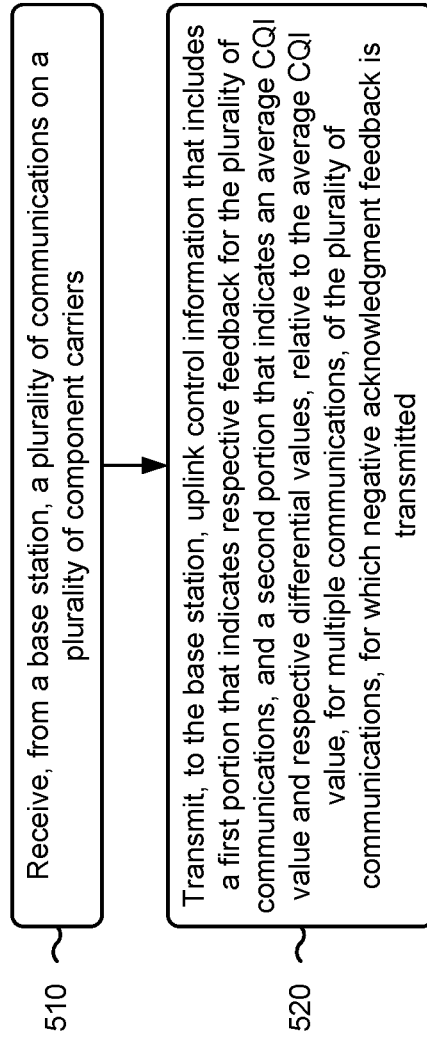 510
Receive, from a base station, a plurality of communications on a
plurality of component carriers
520
Transmit, to the base station, uplink control information that includes
a first portion that indicates respective feedback for the plurality of
communications, and a second portion that indicates an average CQI
value and respective differential values, relative to the average CQI
value, for multiple communications, of the plurality of
communications, for which negative acknowledgment feedback is
transmitted